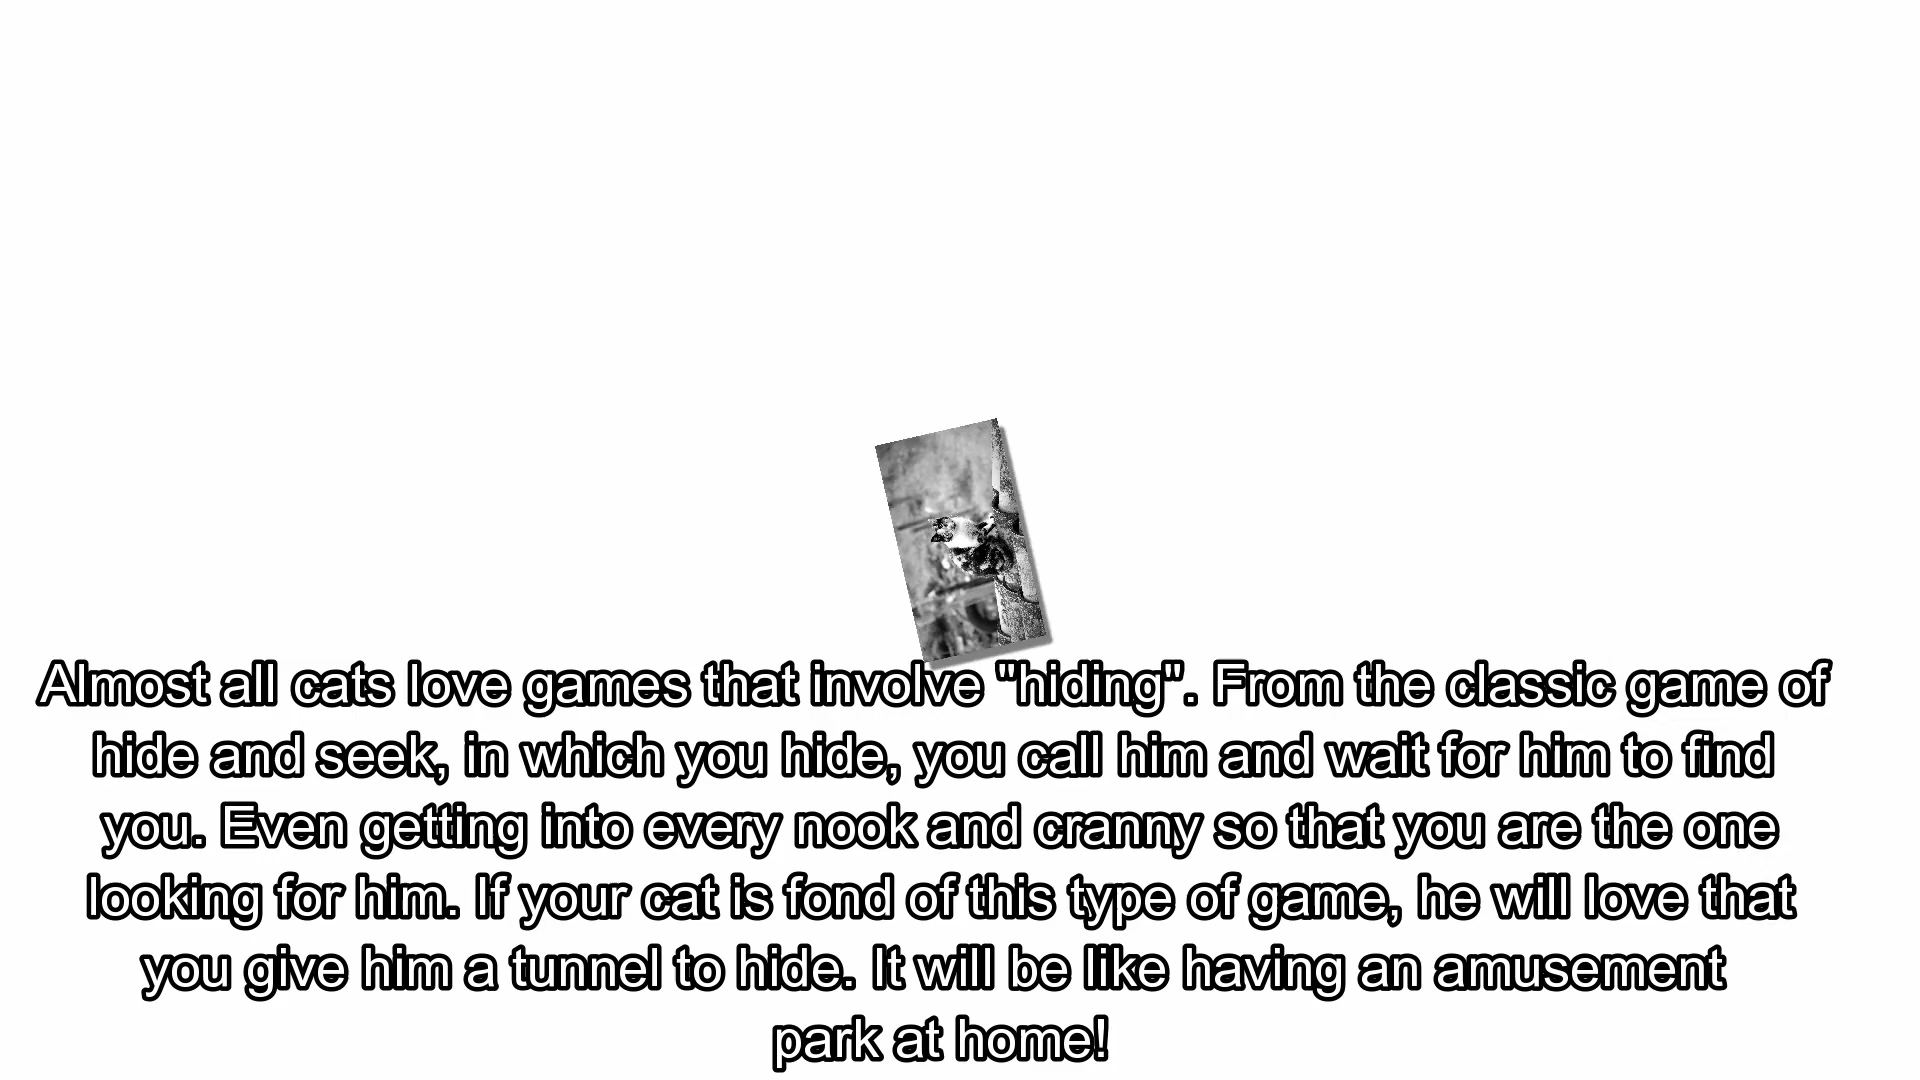 Almost all cats love games that involve "hiding". From the classic game of
hide and seek, in which you hide, you call him and wait for him to find
you. Even getting into every nook and cranny so that you are the one
looking for him. If your cat is fond of this type of game, he will love that
you give him a tunnel to hide. It will be like having an amusement
park at home!